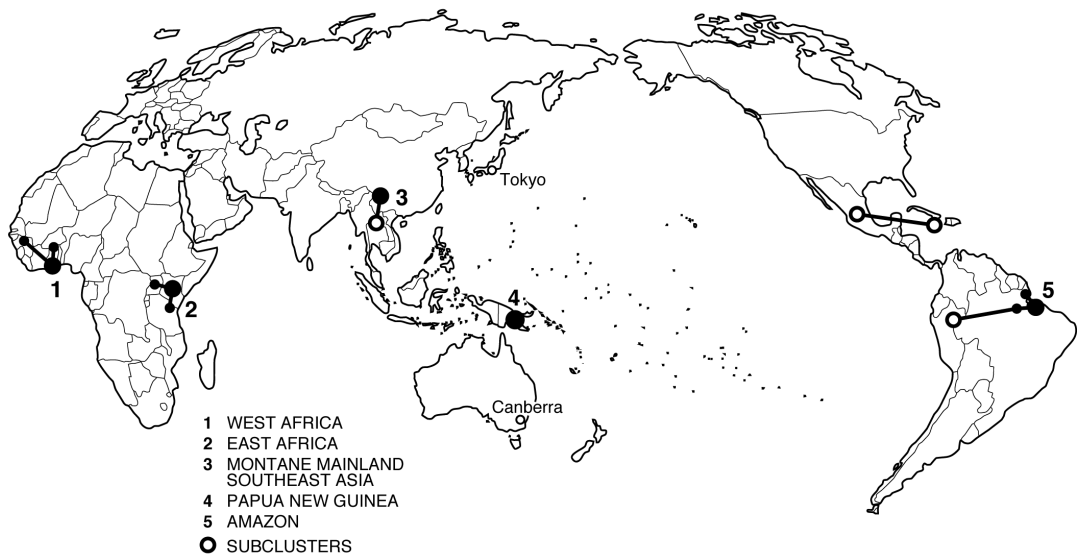 Tokyo
3
1
2
4
5
Canberra
1 WEST AFRICA
2 EAST AFRICA
3 MONTANE MAINLAND
SOUTHEAST ASIA
4 PAPUA NEW GUINEA
5 AMAZON
SUBCLUSTERS